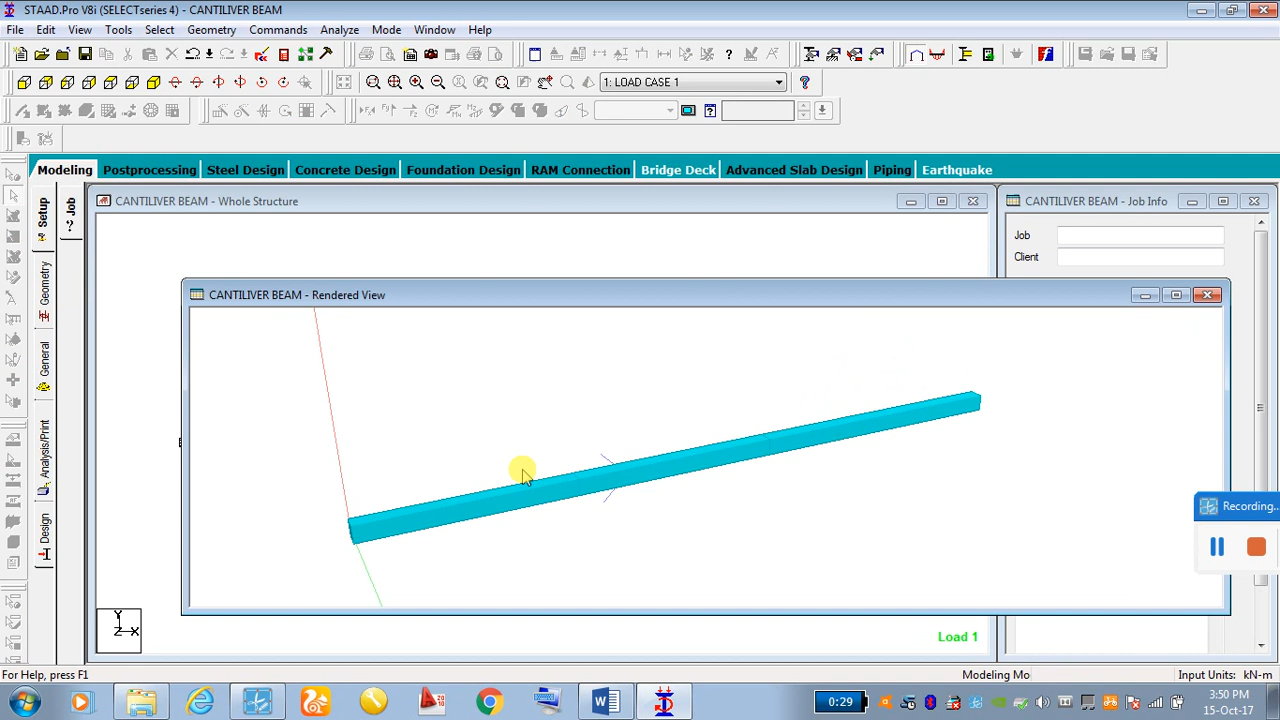 STAAD.Pro V8i (SELECTseries 4) - CANTILIVER BEAM
File Edit View Tools Select Geometry Commands Analyze Mode Window Help
1: LOAD CASE 1
Modeling Postprocessing Steel Design Concrete Design Foundation Design RAM Connection Bridge Deck Advanced Slab Design Piping Earthquake
Setup
Job
Geometry
General
Analysis/Print
Design
CANTILIVER BEAM - Whole Structure
CANTILIVER BEAM - Job Info
Job
Client
CANTILIVER BEAM - Rendered View
Recording...
Y
Z X
Load 1
For Help, press F1
Modeling Mo
Input Units: kN-m
0:29
3:50 PM
15-Oct-17